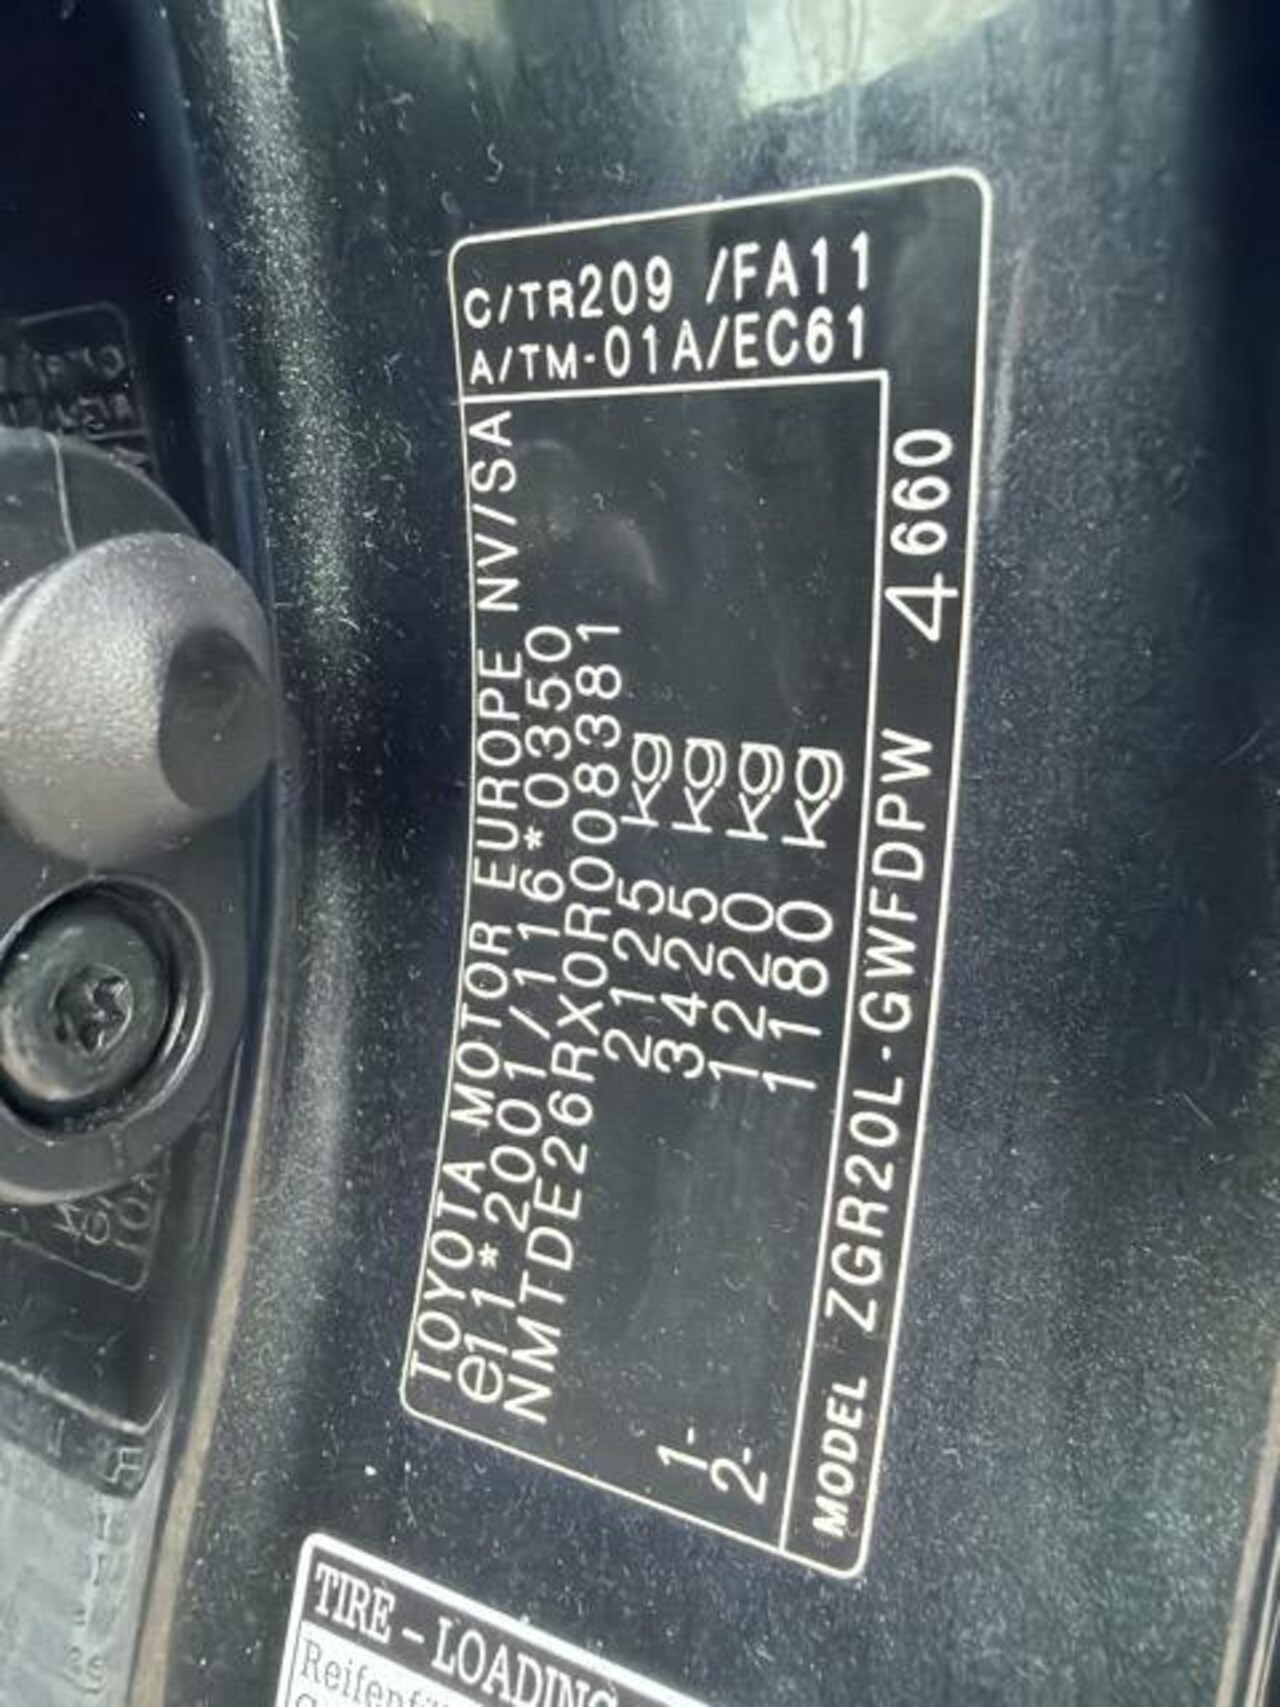 C/TR209 /FA11
A/TM-01A/EC61
TOYOTA MOTOR EUROPE NV/SA
e11*2001/116*0350
NMTDE26RX0R008381
2125 kg
3425 kg
1- 1220 kg
2- 1180 kg
MODEL ZGR20L-GWFDPW 4660
TIRE - LOADING